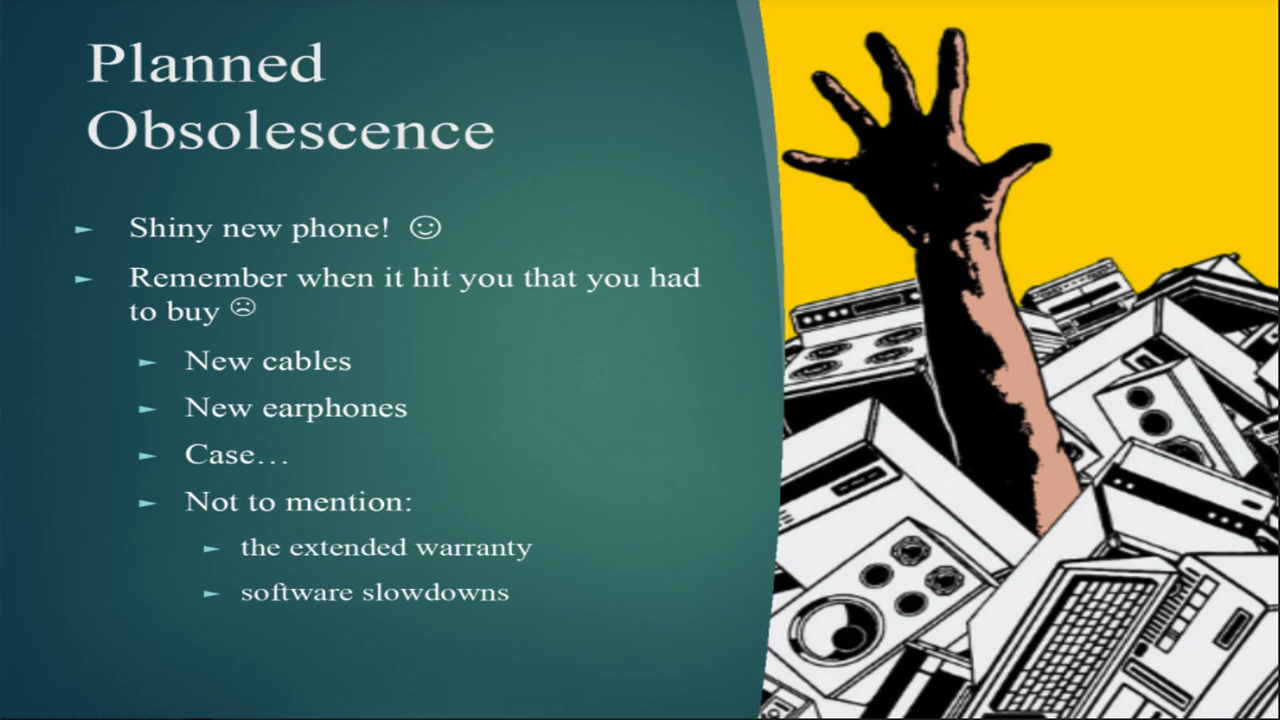 Planned
Obsolescence
Shiny new phone! ☺
Remember when it hit you that you had
to buy ☹
New cables
New earphones
Case…
Not to mention:
the extended warranty
software slowdowns